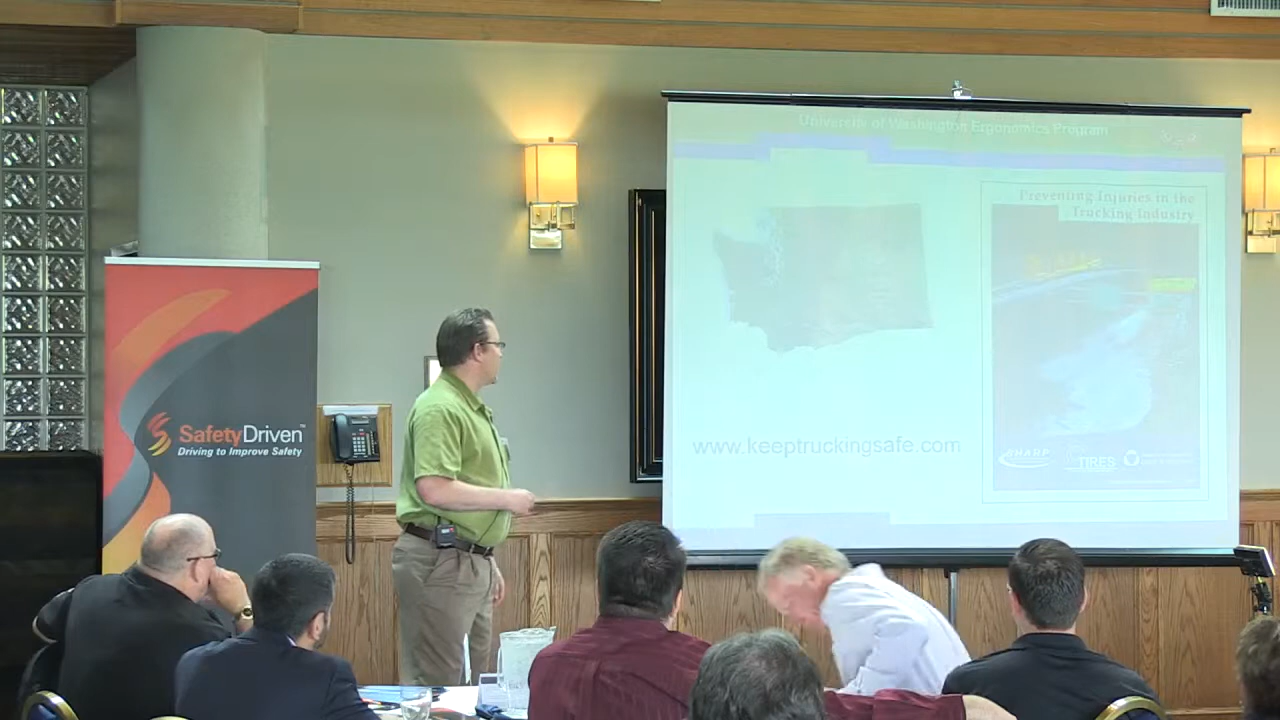 University of Washington Ergonomics Program
Preventing Injuries in the
Trucking Industry
www.keeptruckingsafe.com
SHARP
TIRES
SafetyDriven™
Driving to Improve Safety